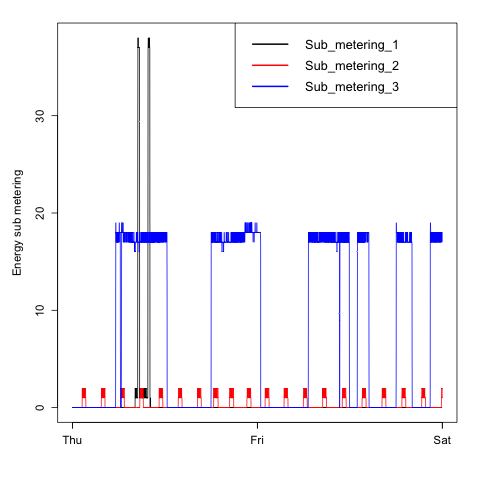 Sub_metering_1
Sub_metering_2
Sub_metering_3
Energy sub metering
30
20
10
0
Thu Fri Sat